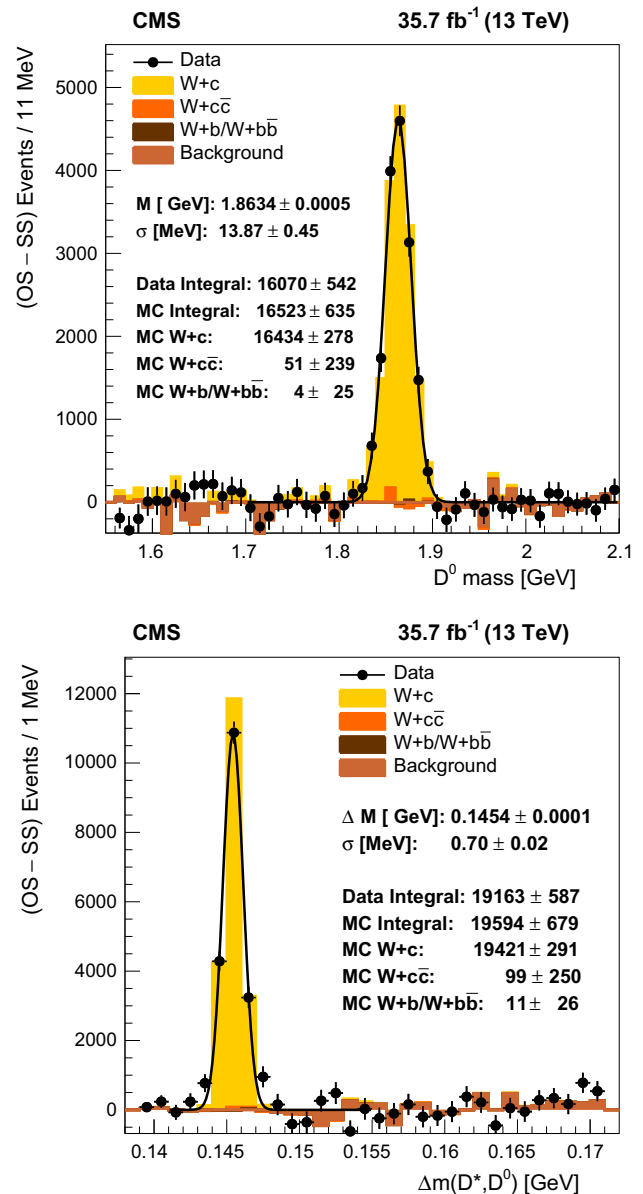 CMS 35.7 fb⁻¹ (13 TeV)
(OS – SS) Events / 11 MeV
5000
4000
3000
2000
1000
0
Data
W+c
W+cc̄
W+b/W+bb̄
Background
M [ GeV]: 1.8634 ± 0.0005
σ [MeV]: 13.87 ± 0.45
Data Integral: 16070 ± 542
MC Integral: 16523 ± 635
MC W+c: 16434 ± 278
MC W+cc̄: 51 ± 239
MC W+b/W+bb̄: 4 ± 25
1.6 1.7 1.8 1.9 2 2.1
D⁰ mass [GeV]
CMS 35.7 fb⁻¹ (13 TeV)
(OS – SS) Events / 1 MeV
12000
10000
8000
6000
4000
2000
0
Data
W+c
W+cc̄
W+b/W+bb̄
Background
Δ M [ GeV]: 0.1454 ± 0.0001
σ [MeV]: 0.70 ± 0.02
Data Integral: 19163 ± 587
MC Integral: 19594 ± 679
MC W+c: 19421 ± 291
MC W+cc̄: 99 ± 250
MC W+b/W+bb̄: 11 ± 26
0.14 0.145 0.15 0.155 0.16 0.165 0.17
Δm(D*,D⁰) [GeV]